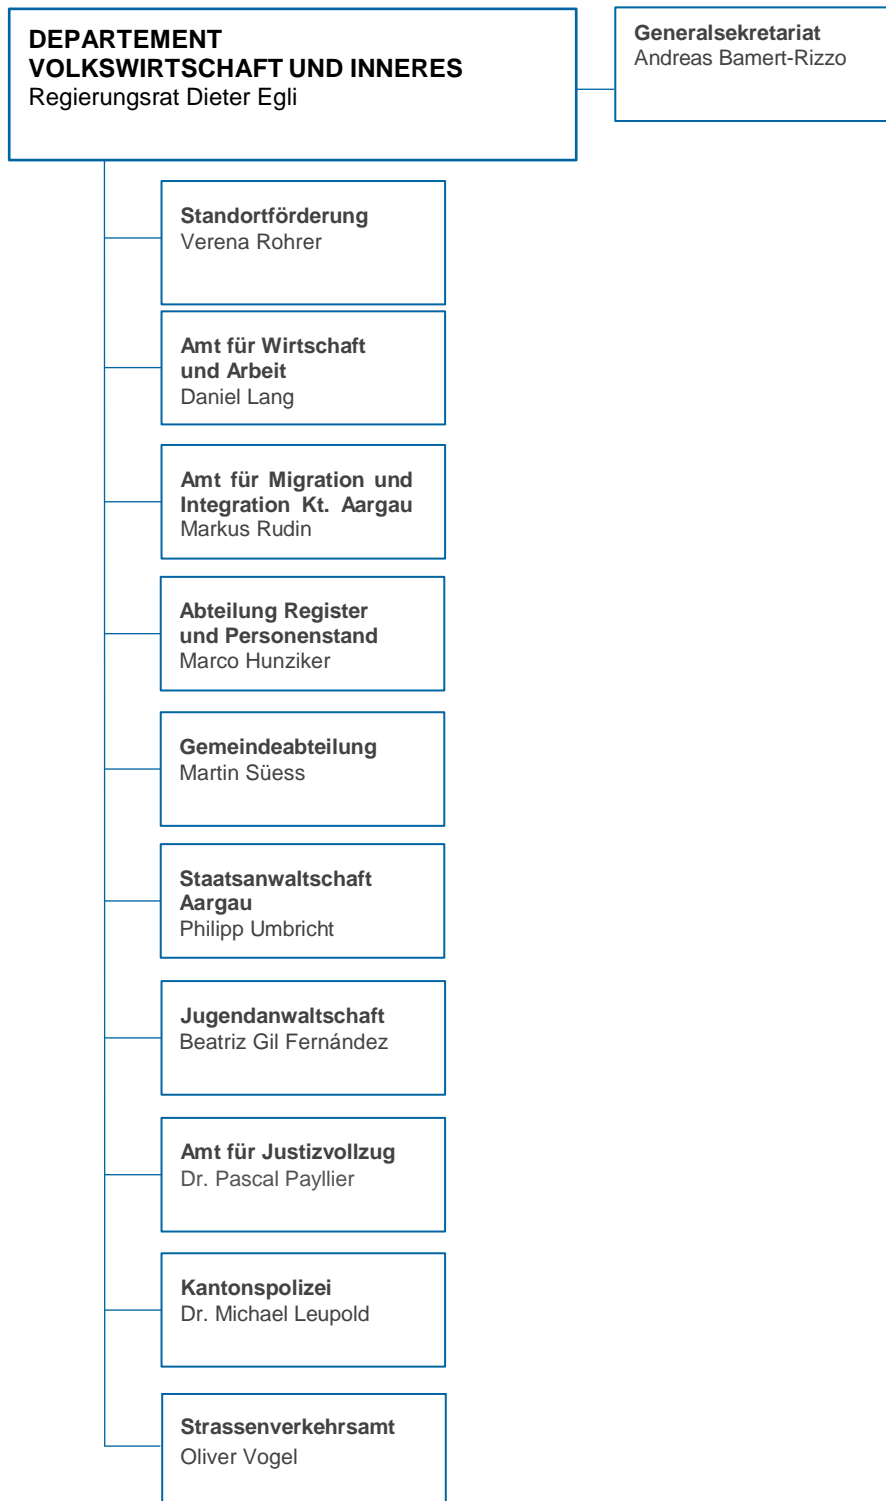 DEPARTEMENT
VOLKSWIRTSCHAFT UND INNERES
Regierungsrat Dieter Egli
Generalsekretariat
Andreas Bamert-Rizzo
Standortförderung
Verena Rohrer
Amt für Wirtschaft
und Arbeit
Daniel Lang
Amt für Migration und
Integration Kt. Aargau
Markus Rudin
Abteilung Register
und Personenstand
Marco Hunziker
Gemeindeabteilung
Martin Süess
Staatsanwaltschaft
Aargau
Philipp Umbricht
Jugendanwaltschaft
Beatriz Gil Fernández
Amt für Justizvollzug
Dr. Pascal Payllier
Kantonspolizei
Dr. Michael Leupold
Strassenverkehrsamt
Oliver Vogel